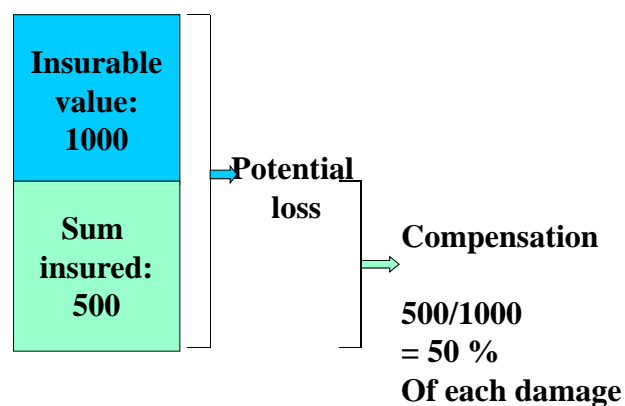 Insurable
value:
1000
Sum
insured:
500
Potential
loss
Compensation
500/1000
= 50 %
Of each damage